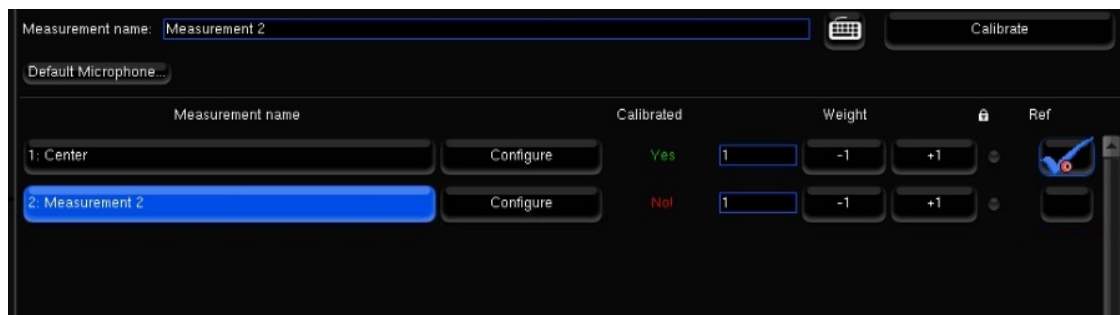 Measurement name: Measurement 2 Calibrate
Default Microphone...
Measurement name Calibrated Weight Ref
1: Center Configure Yes 1 -1 +1
2: Measurement 2 Configure No! 1 -1 +1